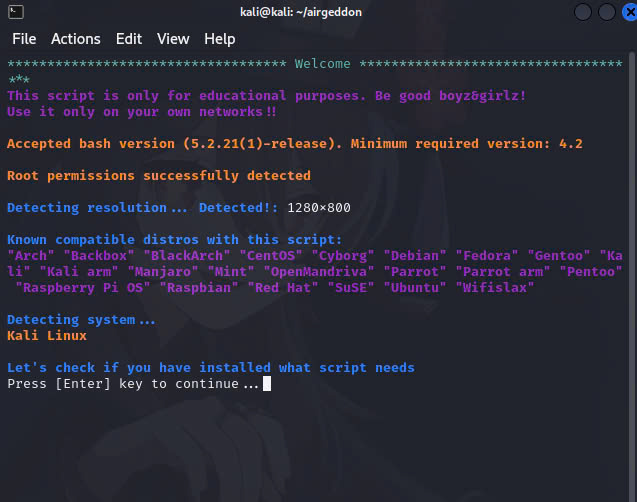 kali@kali: ~/airgeddon
File Actions Edit View Help
*********************************** Welcome *********************************
***
This script is only for educational purposes. Be good boyz&girlz!
Use it only on your own networks!!
Accepted bash version (5.2.21(1)-release). Minimum required version: 4.2
Root permissions successfully detected
Detecting resolution... Detected!: 1280×800
Known compatible distros with this script:
"Arch" "Backbox" "BlackArch" "CentOS" "Cyborg" "Debian" "Fedora" "Gentoo" "Ka
li" "Kali arm" "Manjaro" "Mint" "OpenMandriva" "Parrot" "Parrot arm" "Pentoo"
"Raspberry Pi OS" "Raspbian" "Red Hat" "SuSE" "Ubuntu" "Wifislax"
Detecting system...
Kali Linux
Let's check if you have installed what script needs
Press [Enter] key to continue...